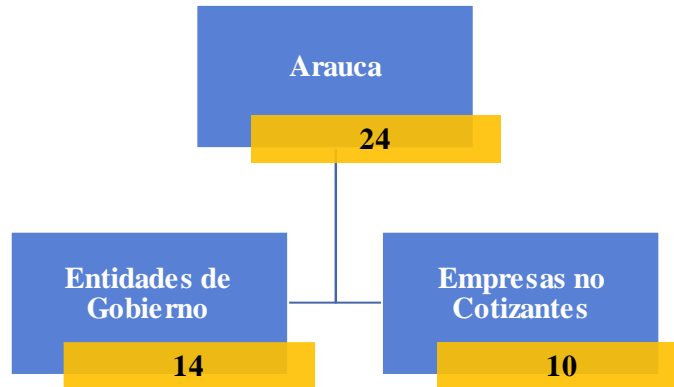 Arauca
24
Entidades de
Gobierno
14
Empresas no
Cotizantes
10